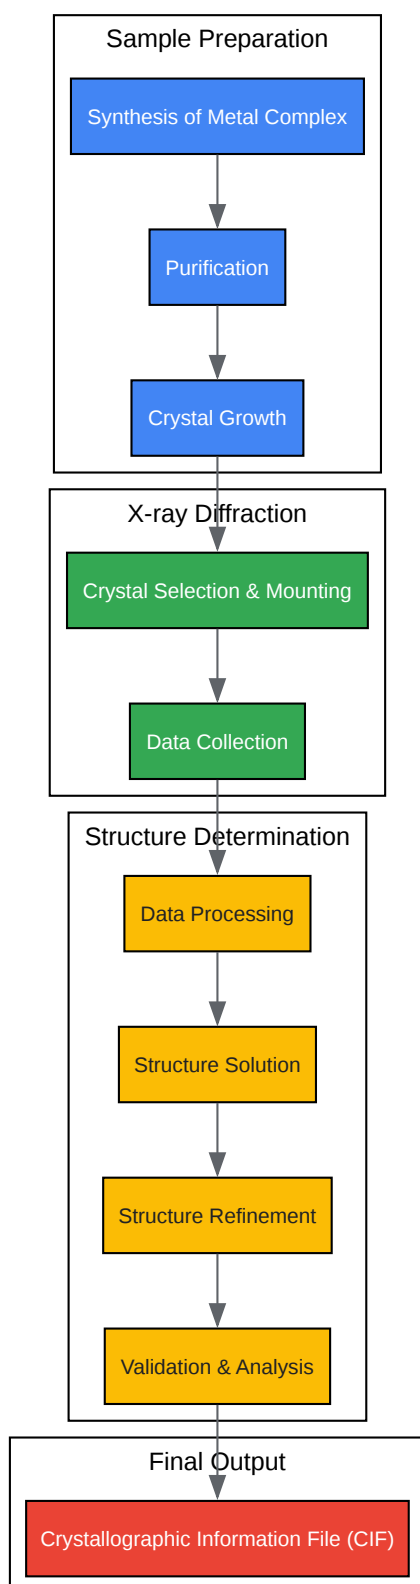 Sample Preparation
Synthesis of Metal Complex
Purification
Crystal Growth
X-ray Diffraction
Crystal Selection & Mounting
Data Collection
Structure Determination
Data Processing
Structure Solution
Structure Refinement
Validation & Analysis
Final Output
Crystallographic Information File (CIF)